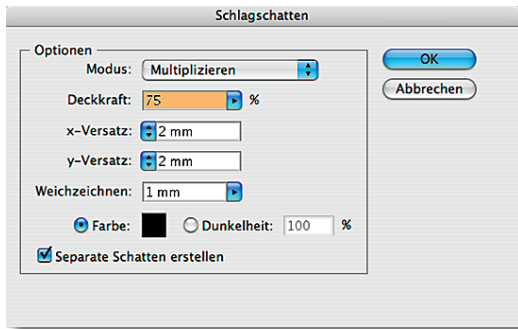 Schlagschatten
Optionen
Modus: Multiplizieren
Deckkraft: 75 %
x-Versatz: 2 mm
y-Versatz: 2 mm
Weichzeichnen: 1 mm
Farbe: Dunkelheit: 100 %
Separate Schatten erstellen
OK
Abbrechen